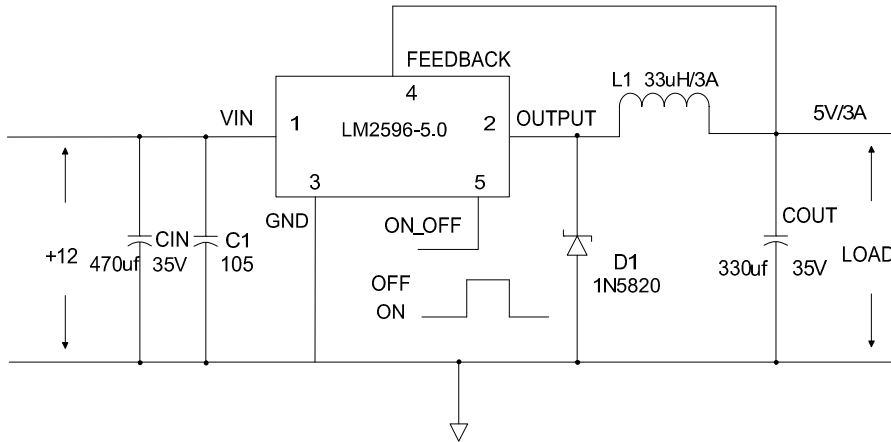 FEEDBACK
L1 33uH/3A
4
VIN
1
LM2596-5.0
2
OUTPUT
5V/3A
3
5
GND
ON_OFF
COUT
CIN
C1
+12
470uf
35V
105
D1
330uf
35V
LOAD
OFF
1N5820
ON